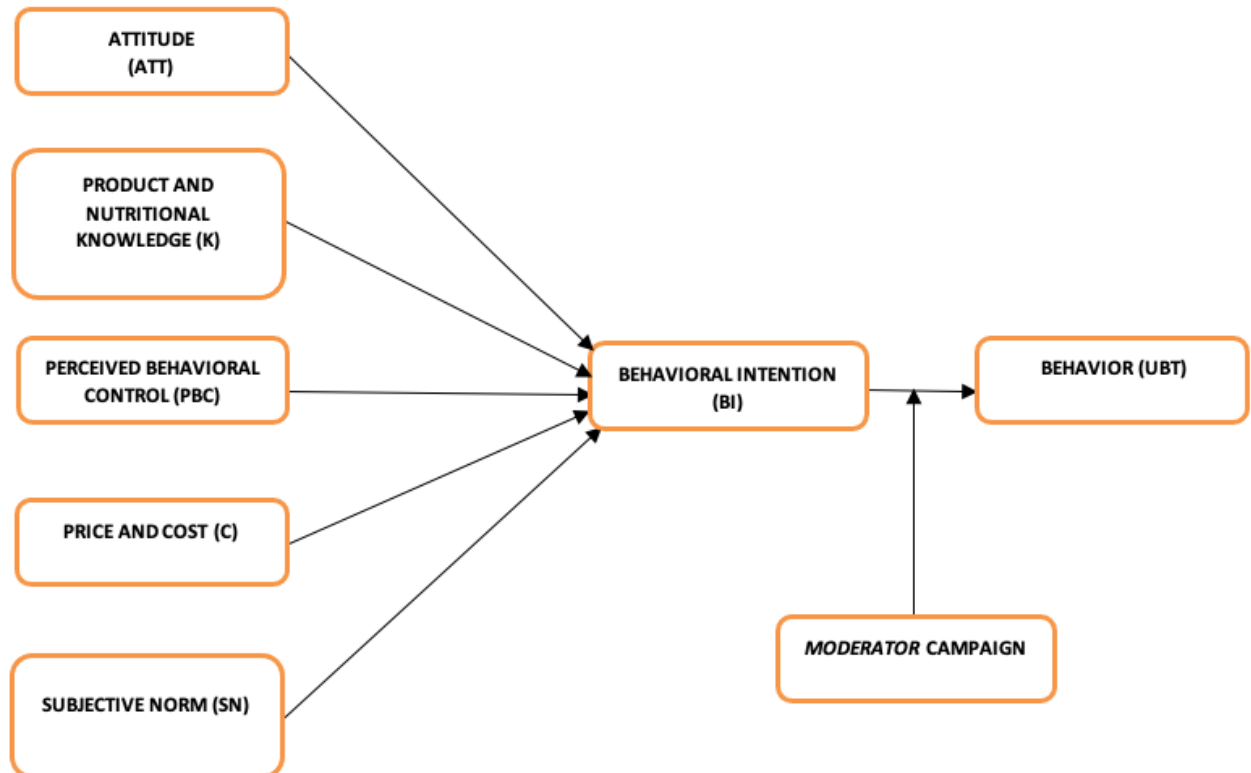 ATTITUDE
(ATT)
PRODUCT AND
NUTRITIONAL
KNOWLEDGE (K)
PERCEIVED BEHAVIORAL
CONTROL (PBC)
PRICE AND COST (C)
SUBJECTIVE NORM (SN)
BEHAVIORAL INTENTION
(BI)
BEHAVIOR (UBT)
MODERATOR CAMPAIGN